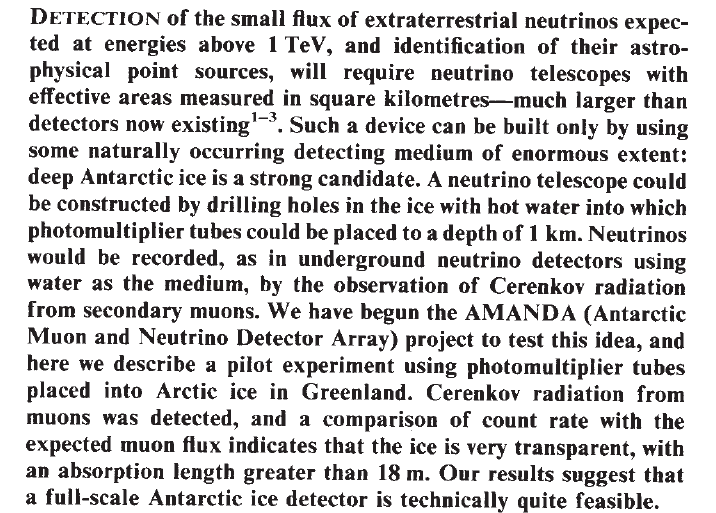 DETECTION of the small flux of extraterrestrial neutrinos expec-
ted at energies above 1 TeV, and identification of their astro-
physical point sources, will require neutrino telescopes with
effective areas measured in square kilometres—much larger than
detectors now existing¹⁻³. Such a device can be built only by using
some naturally occurring detecting medium of enormous extent:
deep Antarctic ice is a strong candidate. A neutrino telescope could
be constructed by drilling holes in the ice with hot water into which
photomultiplier tubes could be placed to a depth of 1 km. Neutrinos
would be recorded, as in underground neutrino detectors using
water as the medium, by the observation of Cerenkov radiation
from secondary muons. We have begun the AMANDA (Antarctic
Muon and Neutrino Detector Array) project to test this idea, and
here we describe a pilot experiment using photomultiplier tubes
placed into Arctic ice in Greenland. Cerenkov radiation from
muons was detected, and a comparison of count rate with the
expected muon flux indicates that the ice is very transparent, with
an absorption length greater than 18 m. Our results suggest that
a full-scale Antarctic ice detector is technically quite feasible.